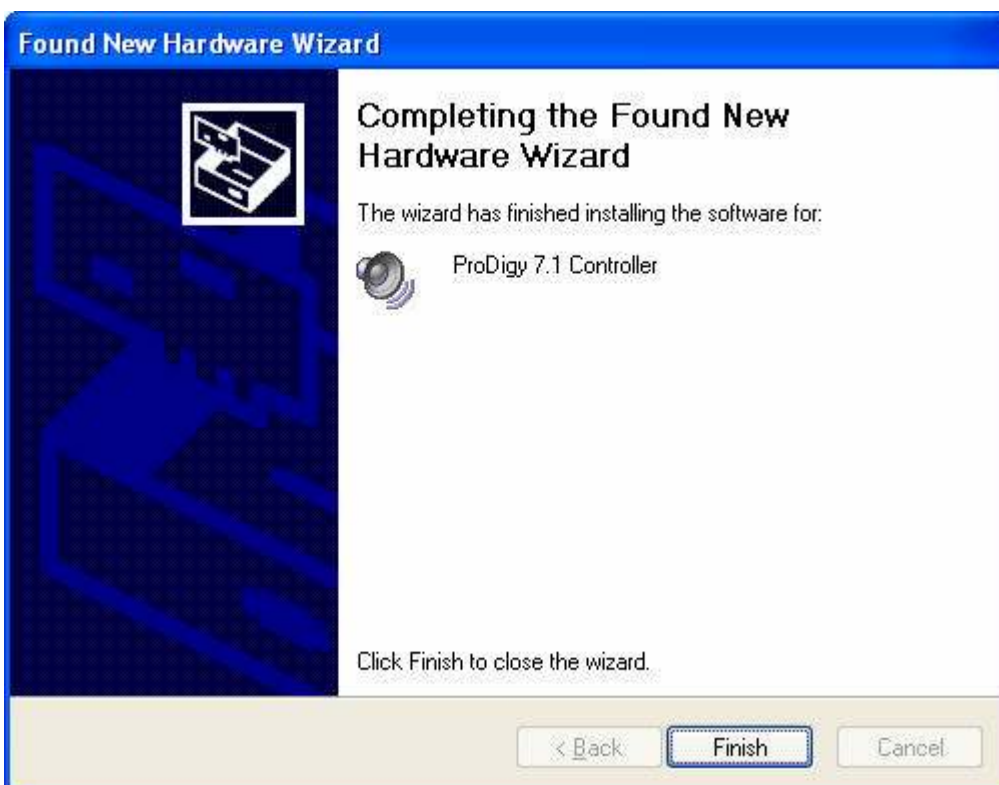 Found New Hardware Wizard
Completing the Found New
Hardware Wizard
The wizard has finished installing the software for:
ProDigy 7.1 Controller
Click Finish to close the wizard.
< Back
Finish
Cancel